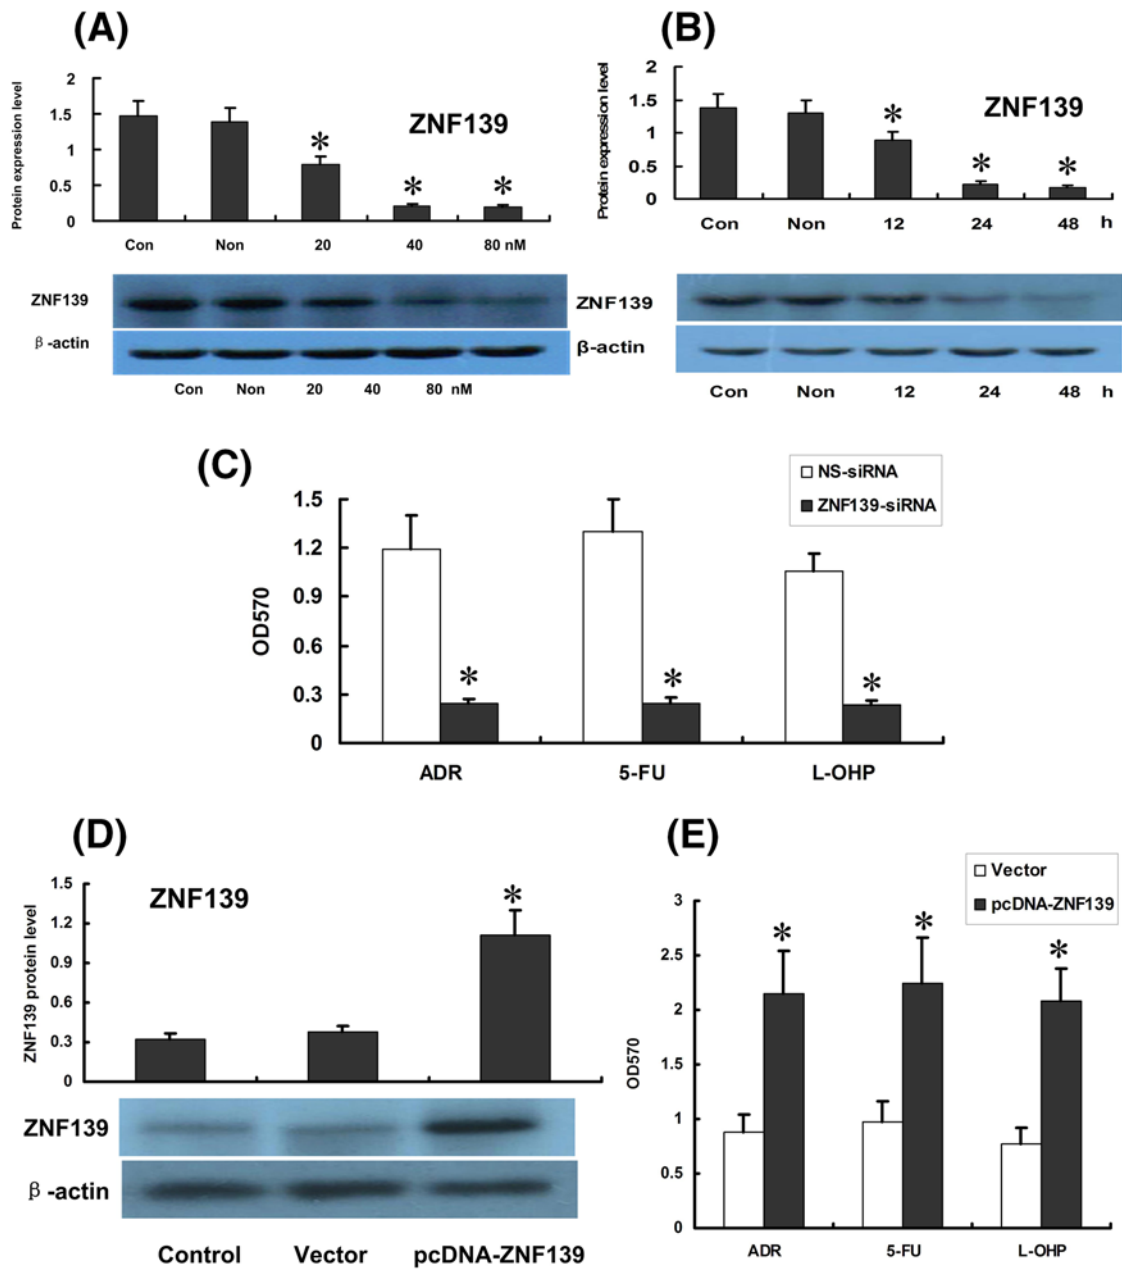 (A)
Protein expression level
2
1.5
1
0.5
0
ZNF139
* * *
Con Non 20 40 80 nM
ZNF139
β-actin
Con Non 20 40 80 nM
(B)
Protein expression level
2
1.5
1
0.5
0
ZNF139
* * *
Con Non 12 24 48 h
ZNF139
β-actin
Con Non 12 24 48 h
(C)
NS-siRNA
ZNF139-siRNA
OD570
1.5
1.2
0.9
0.6
0.3
0
* * *
ADR 5-FU L-OHP
(D)
ZNF139 protein level
1.5
1.2
0.9
0.6
0.3
0
ZNF139
*
ZNF139
β-actin
Control Vector pcDNA-ZNF139
(E)
Vector
pcDNA-ZNF139
OD570
3
2.5
2
1.5
1
0.5
0
* * *
ADR 5-FU L-OHP